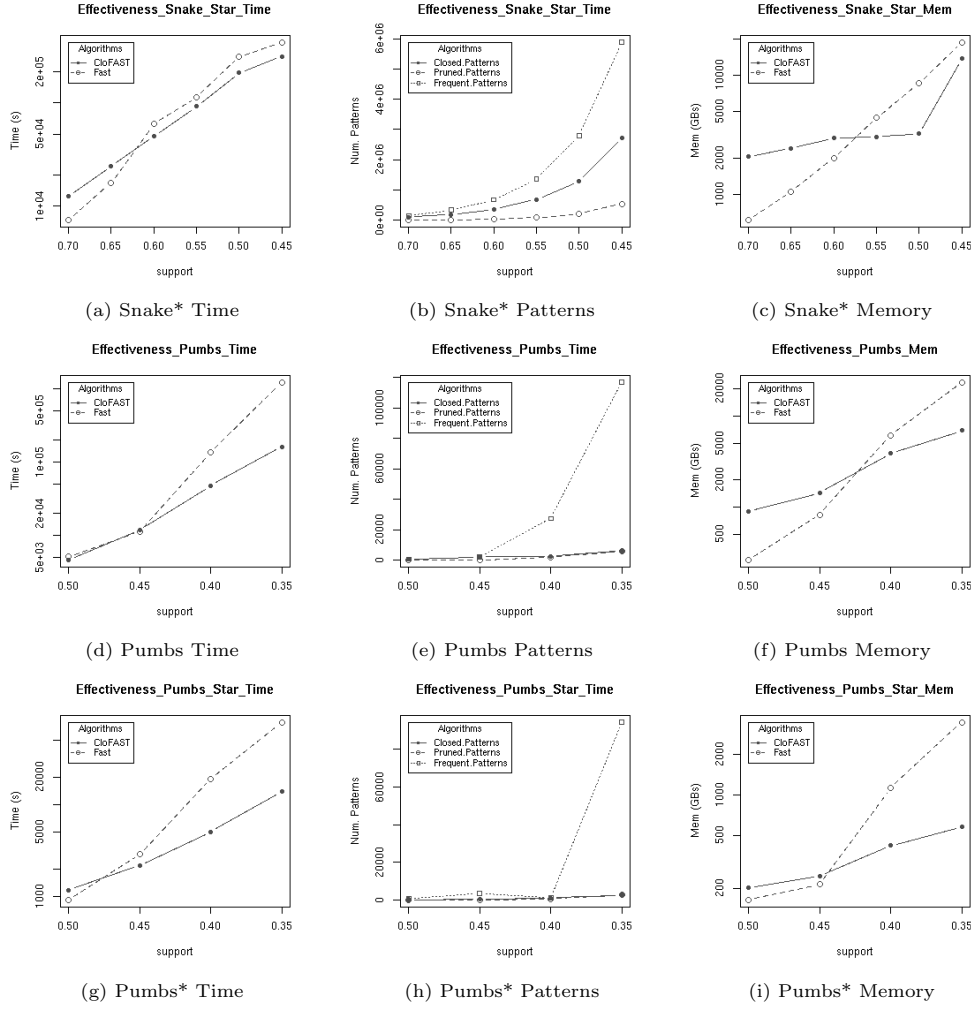 Effectiveness_Snake_Star_Time
Algorithms
CloFAST
Fast
Time (s)
1e+04
5e+04
2e+05
0.70 0.65 0.60 0.55 0.50 0.45
support
(a) Snake* Time
Effectiveness_Snake_Star_Time
Algorithms
Closed.Patterns
Pruned.Patterns
Frequent.Patterns
Num. Patterns
0e+00
2e+06
4e+06
6e+06
0.70 0.65 0.60 0.55 0.50 0.45
support
(b) Snake* Patterns
Effectiveness_Snake_Star_Mem
Algorithms
CloFAST
Fast
Mem (GBs)
1000
2000
5000
10000
0.70 0.65 0.60 0.55 0.50 0.45
support
(c) Snake* Memory
Effectiveness_Pumbs_Time
Algorithms
CloFAST
Fast
Time (s)
5e+03
2e+04
1e+05
5e+05
0.50 0.45 0.40 0.35
support
(d) Pumbs Time
Effectiveness_Pumbs_Time
Algorithms
Closed.Patterns
Pruned.Patterns
Frequent.Patterns
Num. Patterns
0
20000
60000
100000
0.50 0.45 0.40 0.35
support
(e) Pumbs Patterns
Effectiveness_Pumbs_Mem
Algorithms
CloFAST
Fast
Mem (GBs)
500
2000
5000
20000
0.50 0.45 0.40 0.35
support
(f) Pumbs Memory
Effectiveness_Pumbs_Star_Time
Algorithms
CloFAST
Fast
Time (s)
1000
5000
20000
0.50 0.45 0.40 0.35
support
(g) Pumbs* Time
Effectiveness_Pumbs_Star_Time
Algorithms
Closed.Patterns
Pruned.Patterns
Frequent.Patterns
Num. Patterns
0
20000
60000
0.50 0.45 0.40 0.35
support
(h) Pumbs* Patterns
Effectiveness_Pumbs_Star_Mem
Algorithms
CloFAST
Fast
Mem (GBs)
200
500
1000
2000
0.50 0.45 0.40 0.35
support
(i) Pumbs* Memory